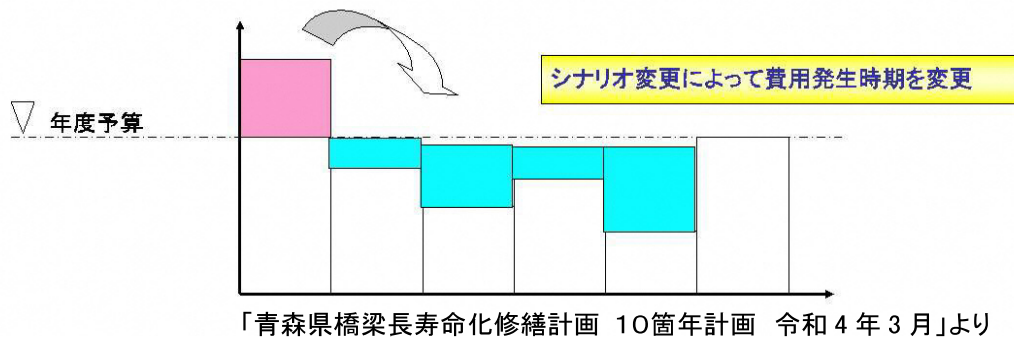 シナリオ変更によって費用発生時期を変更
年度予算
「青森県橋梁長寿命化修繕計画 10箇年計画 令和4年3月」より